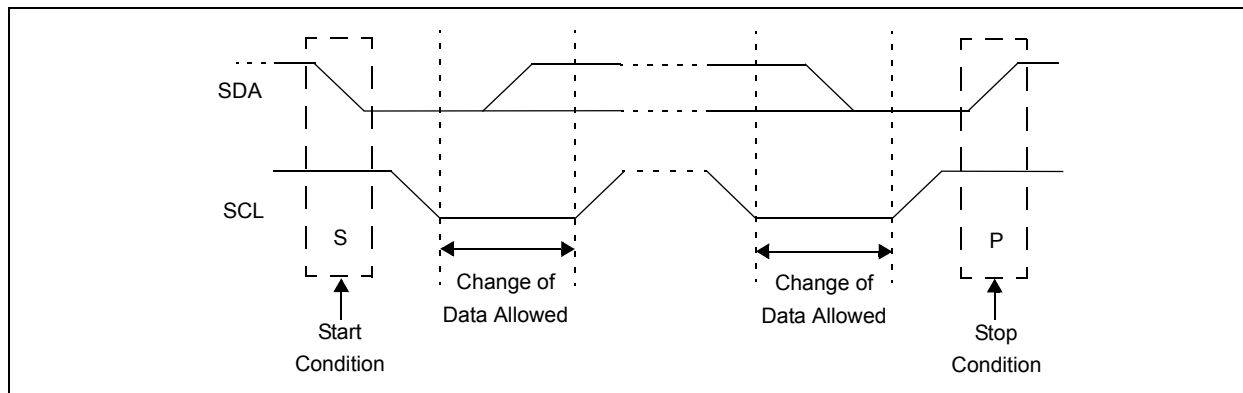 SDA
SCL
S
P
Change of
Data Allowed
Change of
Data Allowed
Start
Condition
Stop
Condition